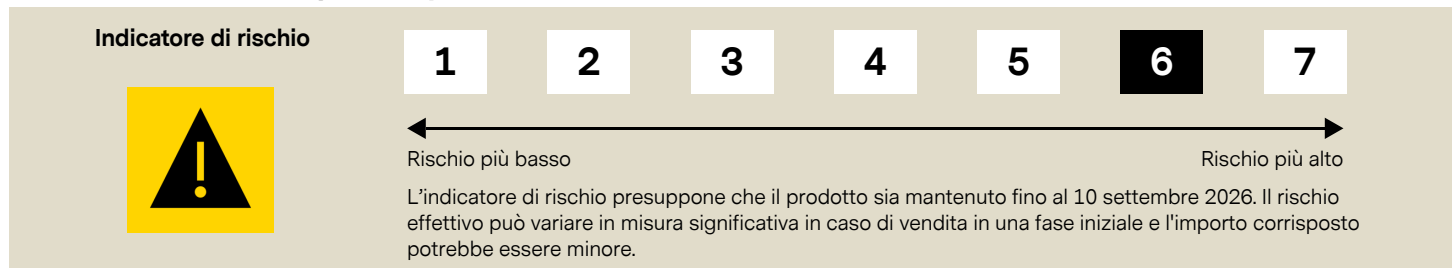 Indicatore di rischio
1 2 3 4 5 6 7
Rischio più basso
Rischio più alto
L'indicatore di rischio presuppone che il prodotto sia mantenuto fino al 10 settembre 2026. Il rischio
effettivo può variare in misura significativa in caso di vendita in una fase iniziale e l'importo corrisposto
potrebbe essere minore.